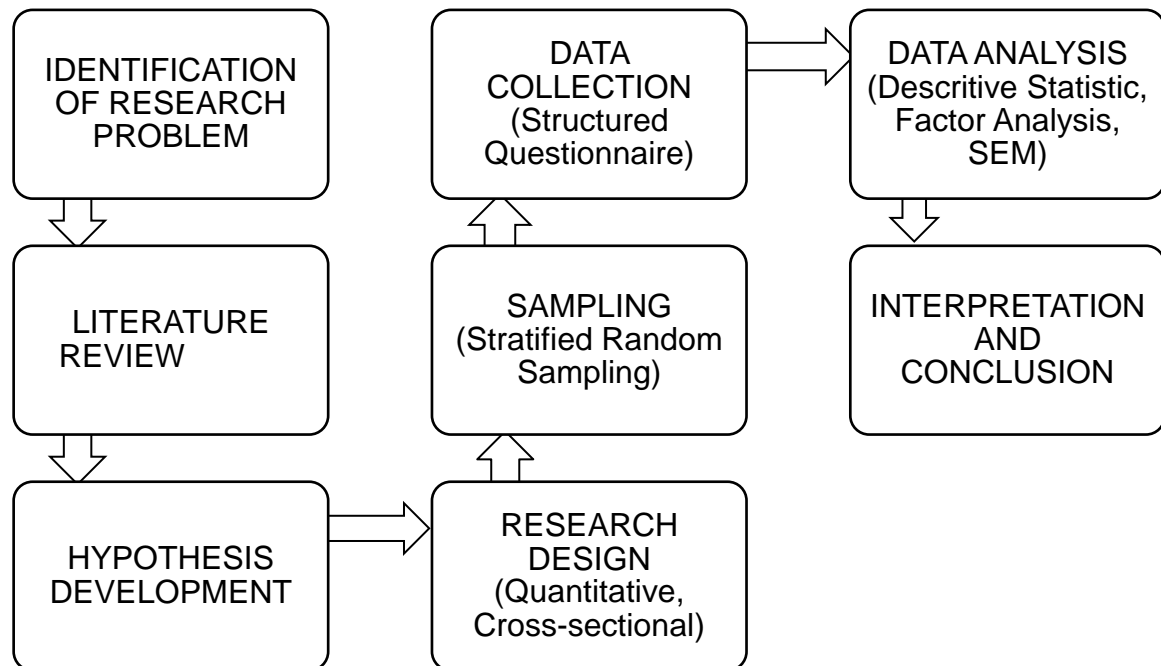 IDENTIFICATION
OF RESEARCH
PROBLEM
LITERATURE
REVIEW
HYPOTHESIS
DEVELOPMENT
RESEARCH
DESIGN
(Quantitative,
Cross-sectional)
SAMPLING
(Stratified Random
Sampling)
DATA
COLLECTION
(Structured
Questionnaire)
DATA ANALYSIS
(Descritive Statistic,
Factor Analysis,
SEM)
INTERPRETATION
AND
CONCLUSION